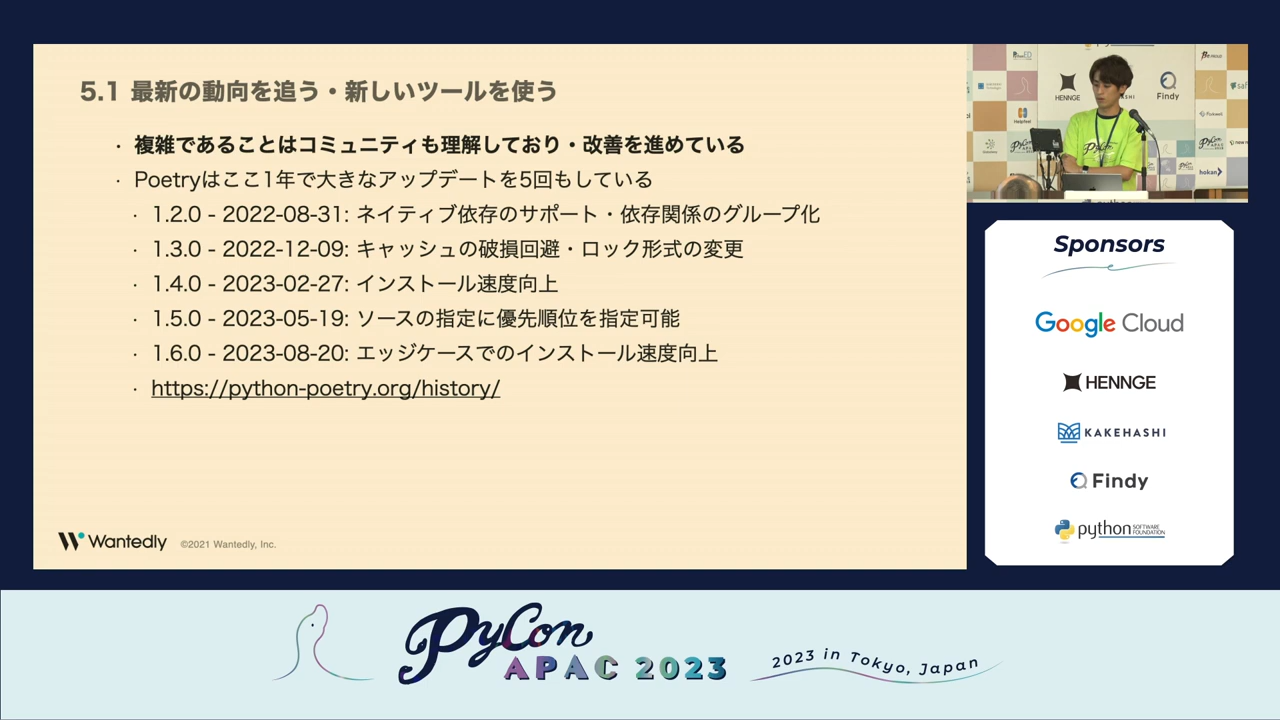 5.1 最新の動向を追う・新しいツールを使う
・ 複雑であることはコミュニティも理解しており・改善を進めている
・ Poetryはここ1年で大きなアップデートを5回もしている
・ 1.2.0 - 2022-08-31: ネイティブ依存のサポート・依存関係のグループ化
・ 1.3.0 - 2022-12-09: キャッシュの破損回避・ロック形式の変更
・ 1.4.0 - 2023-02-27: インストール速度向上
・ 1.5.0 - 2023-05-19: ソースの指定に優先順位を指定可能
・ 1.6.0 - 2023-08-20: エッジケースでのインストール速度向上
・ https://python-poetry.org/history/
Wantedly ©2021 Wantedly, Inc.
HENNGE
Findy
hokan
Sponsors
Google Cloud
HENNGE
KAKEHASHI
Findy
python SOFTWARE FOUNDATION
PyCon
APAC 2023
2023 in Tokyo, Japan